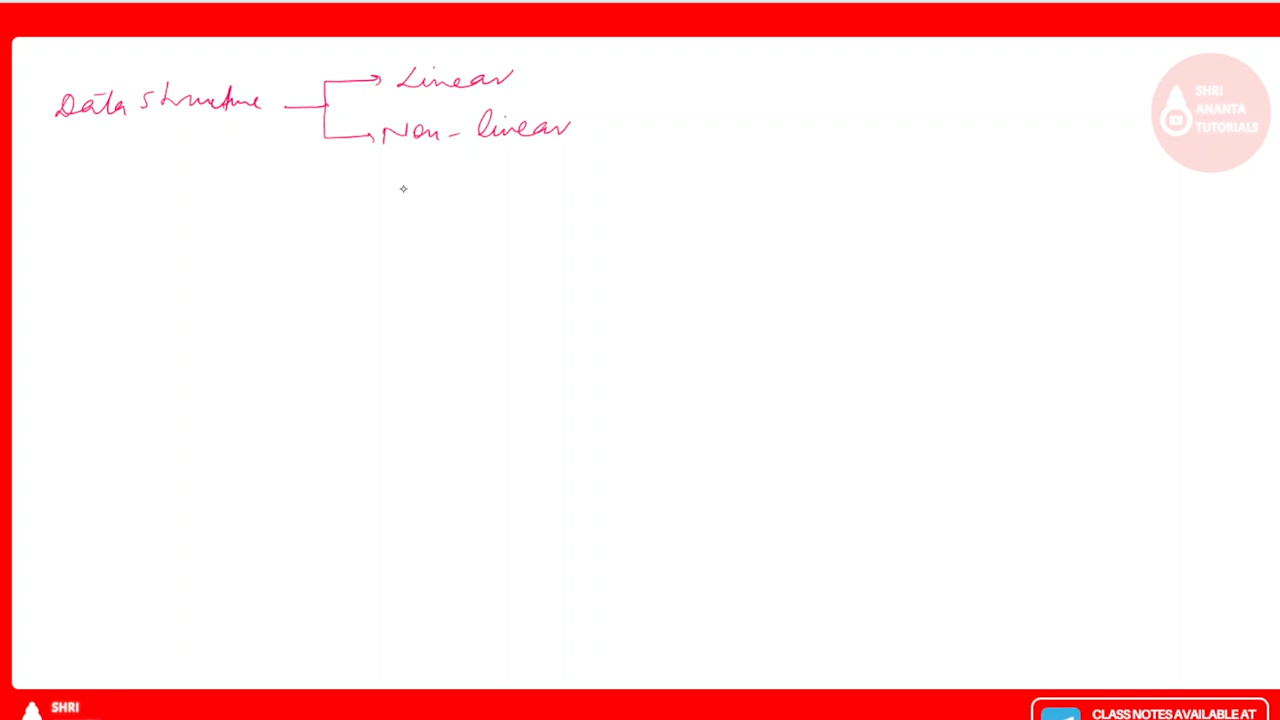 Linear
Data structure
Non-linear
SHRI
ANANTA
TUTORIALS
SHRI
CLASS NOTES AVAILABLE AT